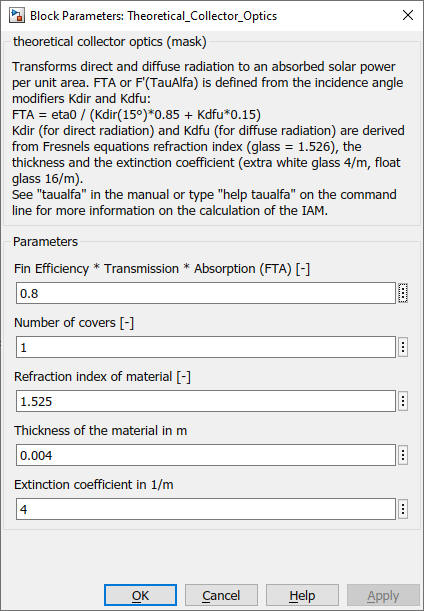 Block Parameters: Theoretical_Collector_Optics
theoretical collector optics (mask)
Transforms direct and diffuse radiation to an absorbed solar power
per unit area. FTA or F'(TauAlfa) is defined from the incidence angle
modifiers Kdir and Kdfu:
FTA = eta0 / (Kdir(15º)*0.85 + Kdfu*0.15)
Kdir (for direct radiation) and Kdfu (for diffuse radiation) are derived
from Fresnels equations refraction index (glass = 1.526), the
thickness and the extinction coefficient (extra white glass 4/m, float
glass 16/m).
See "taualfa" in the manual or type "help taualfa" on the command
line for more information on the calculation of the IAM.
Parameters
Fin Efficiency * Transmission * Absorption (FTA) [-]
0.8
Number of covers [-]
1
Refraction index of material [-]
1.525
Thickness of the material in m
0.004
Extinction coefficient in 1/m
4
OK Cancel Help Apply